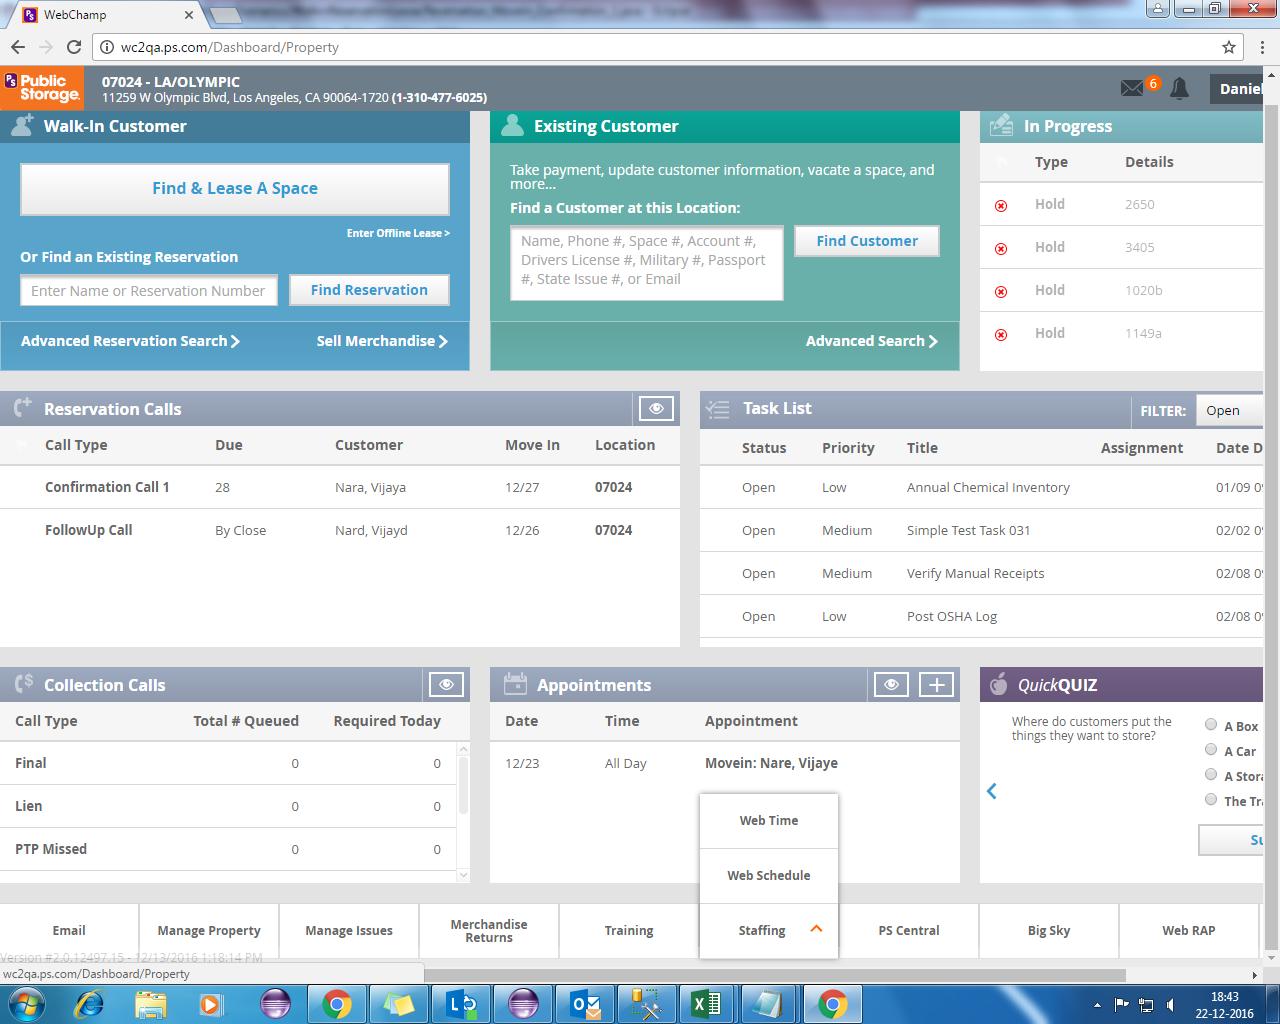 WebChamp
wc2qa.ps.com/Dashboard/Property
Public Storage
07024 - LA/OLYMPIC
11259 W Olympic Blvd, Los Angeles, CA 90064-1720 (1-310-477-6025)
6
Daniel
Walk-In Customer
Find & Lease A Space
Enter Offline Lease >
Or Find an Existing Reservation
Enter Name or Reservation Number
Find Reservation
Advanced Reservation Search
Sell Merchandise
Existing Customer
Take payment, update customer information, vacate a space, and
more...
Find a Customer at this Location:
Name, Phone #, Space #, Account #,
Drivers License #, Military #, Passport
#, State Issue #, or Email
Find Customer
Advanced Search
In Progress
Type Details
Hold 2650
Hold 3405
Hold 1020b
Hold 1149a
Reservation Calls
Call Type Due Customer Move In Location
Confirmation Call 1 28 Nara, Vijaya 12/27 07024
FollowUp Call By Close Nard, Vijayd 12/26 07024
Task List
FILTER: Open
Status Priority Title Assignment Date D
Open Low Annual Chemical Inventory 01/09 09
Open Medium Simple Test Task 031 02/02 09
Open Medium Verify Manual Receipts 02/08 09
Open Low Post OSHA Log 02/08 09
Collection Calls
Call Type Total # Queued Required Today
Final 0 0
Lien 0 0
PTP Missed 0 0
Appointments
Date Time Appointment
12/23 All Day Movein: Nare, Vijaye
QuickQUIZ
Where do customers put the
things they want to store?
A Box
A Car
A Stora
The Tra
Su
Web Time
Web Schedule
Staffing
Email
Manage Property
Manage Issues
Merchandise
Returns
Training
PS Central
Big Sky
Web RAP
Version #2.0.12497.15 - 12/13/2016 1:18:14 PM
wc2qa.ps.com/Dashboard/Property
18:43
22-12-2016